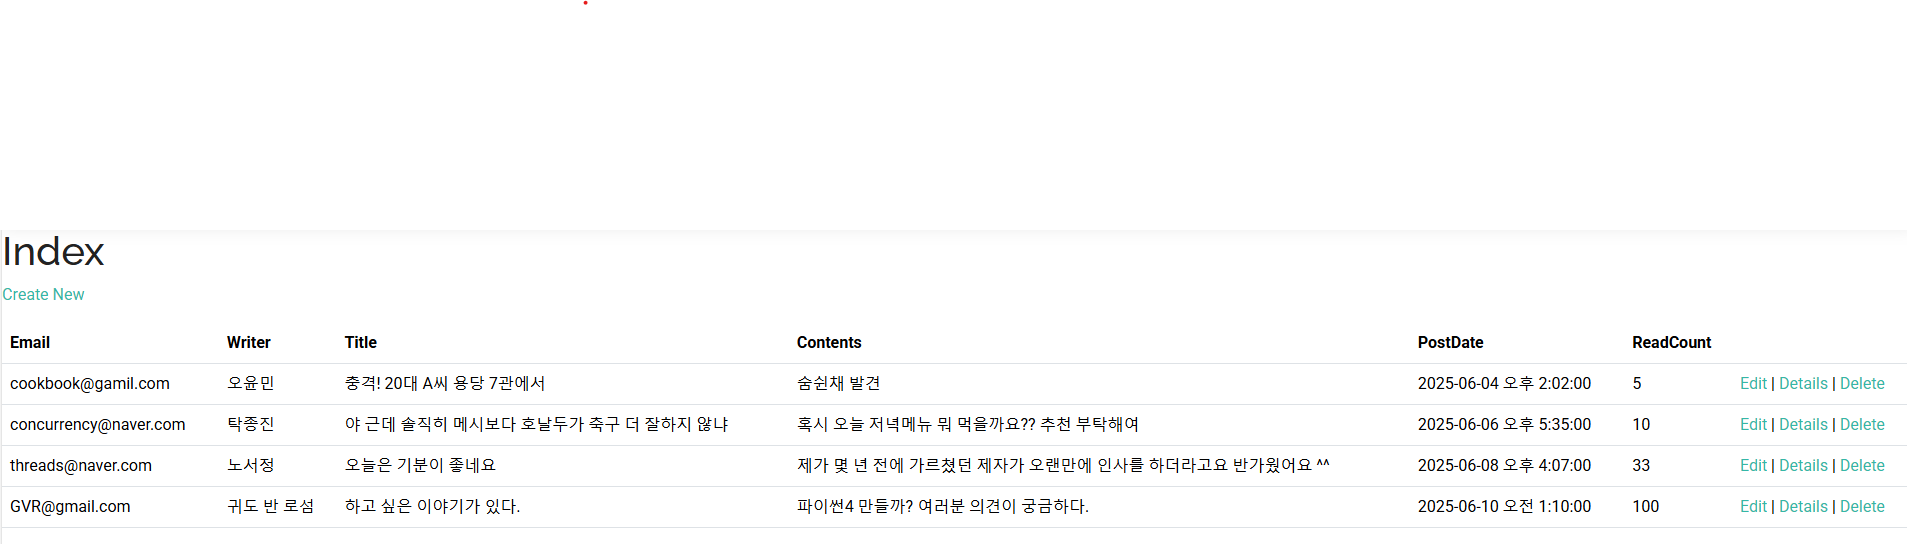 Index
Create New
Email Writer Title Contents PostDate ReadCount
cookbook@gamil.com 오윤민 충격! 20대 A씨 용당 7관에서 숨쉰채 발견 2025-06-04 오후 2:02:00 5 Edit | Details | Delete
concurrency@naver.com 탁종진 야 근데 솔직히 메시보다 호날두가 축구 더 잘하지 않냐 혹시 오늘 저녁메뉴 뭐 먹을까요?? 추천 부탁해여 2025-06-06 오후 5:35:00 10 Edit | Details | Delete
threads@naver.com 노서정 오늘은 기분이 좋네요 제가 몇 년 전에 가르쳤던 제자가 오랜만에 인사를 하더라고요 반가웠어요 ^^ 2025-06-08 오후 4:07:00 33 Edit | Details | Delete
GVR@gmail.com 귀도 반 로섬 하고 싶은 이야기가 있다. 파이썬4 만들까? 여러분 의견이 궁금하다. 2025-06-10 오전 1:10:00 100 Edit | Details | Delete